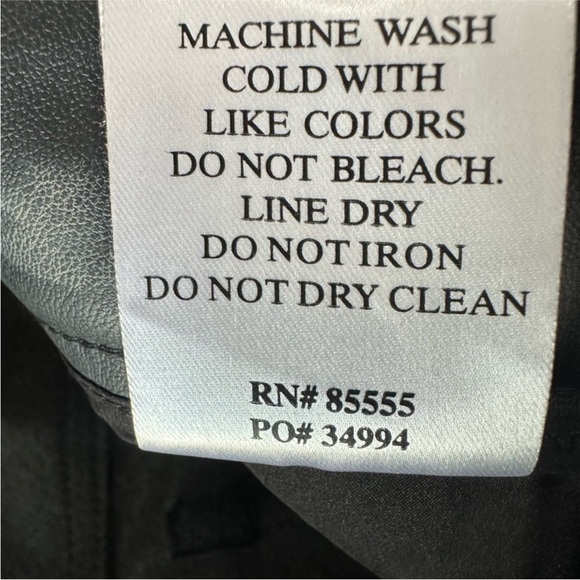 MACHINE WASH
COLD WITH
LIKE COLORS
DO NOT BLEACH.
LINE DRY
DO NOT IRON
DO NOT DRY CLEAN
RN# 85555
PO# 34994